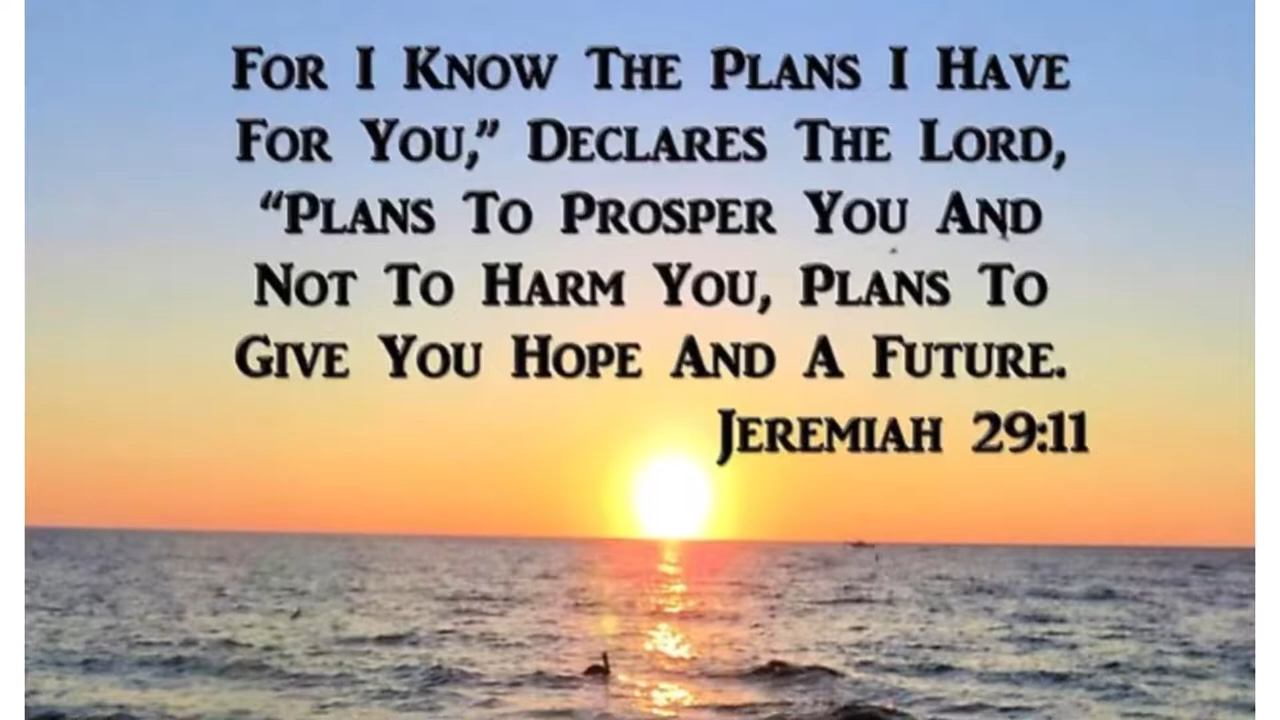 For I Know The Plans I Have
For You,” Declares The Lord,
“Plans To Prosper You And
Not To Harm You, Plans To
Give You Hope And A Future.
Jeremiah 29:11